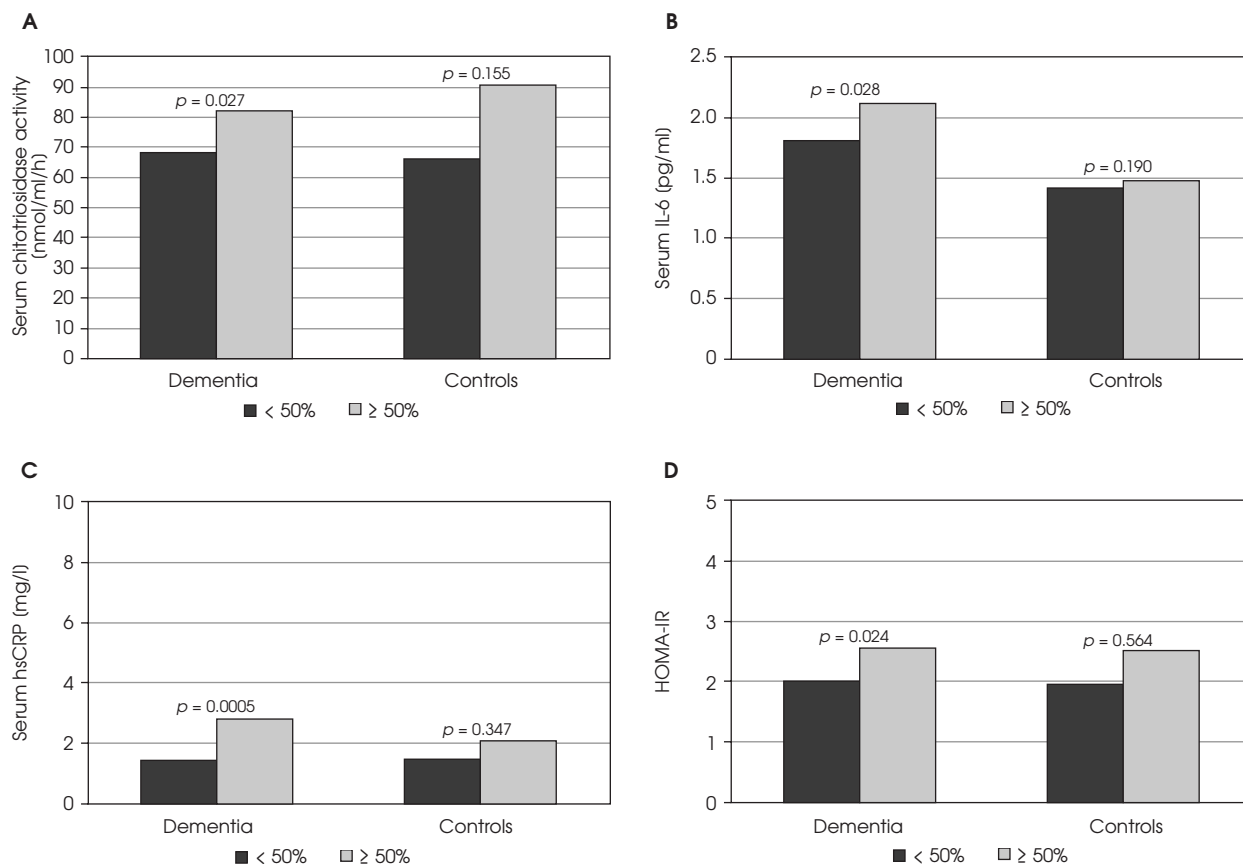 A
Serum chitotriosidase activity
(nmol/ml/h)
100
90
80
70
60
50
40
30
20
10
0
p = 0.027
p = 0.155
Dementia
Controls
< 50%
≥ 50%
B
Serum IL-6 (pg/ml)
2.5
2.0
1.5
1.0
0.5
0
p = 0.028
p = 0.190
Dementia
Controls
< 50%
≥ 50%
C
Serum hsCRP (mg/l)
10
8
6
4
2
0
p = 0.0005
p = 0.347
Dementia
Controls
< 50%
≥ 50%
D
HOMA-IR
5
4
3
2
1
0
p = 0.024
p = 0.564
Dementia
Controls
< 50%
≥ 50%